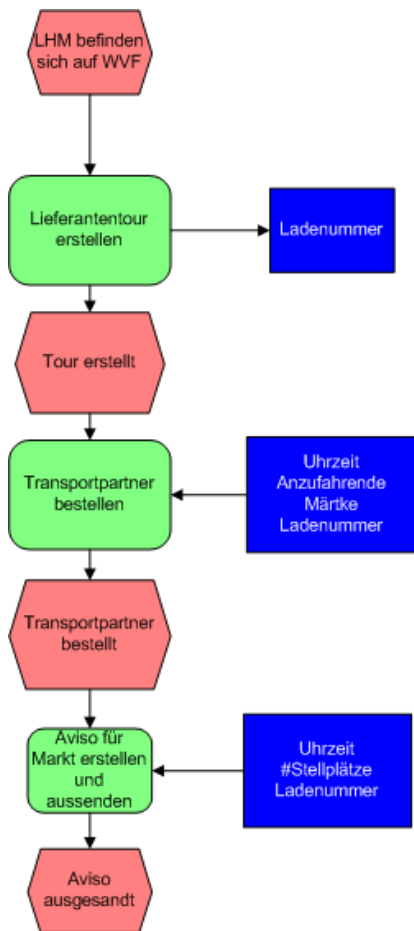 LHM befinden
sich auf WVF
Lieferantentour
erstellen
Ladenummer
Tour erstellt
Transportpartner
bestellen
Uhrzeit
Anzufahrende
Märtke
Ladenummer
Transportpartner
bestellt
Aviso für
Markt erstellen
und
aussenden
Uhrzeit
#Stellplätze
Ladenummer
Aviso
ausgesandt